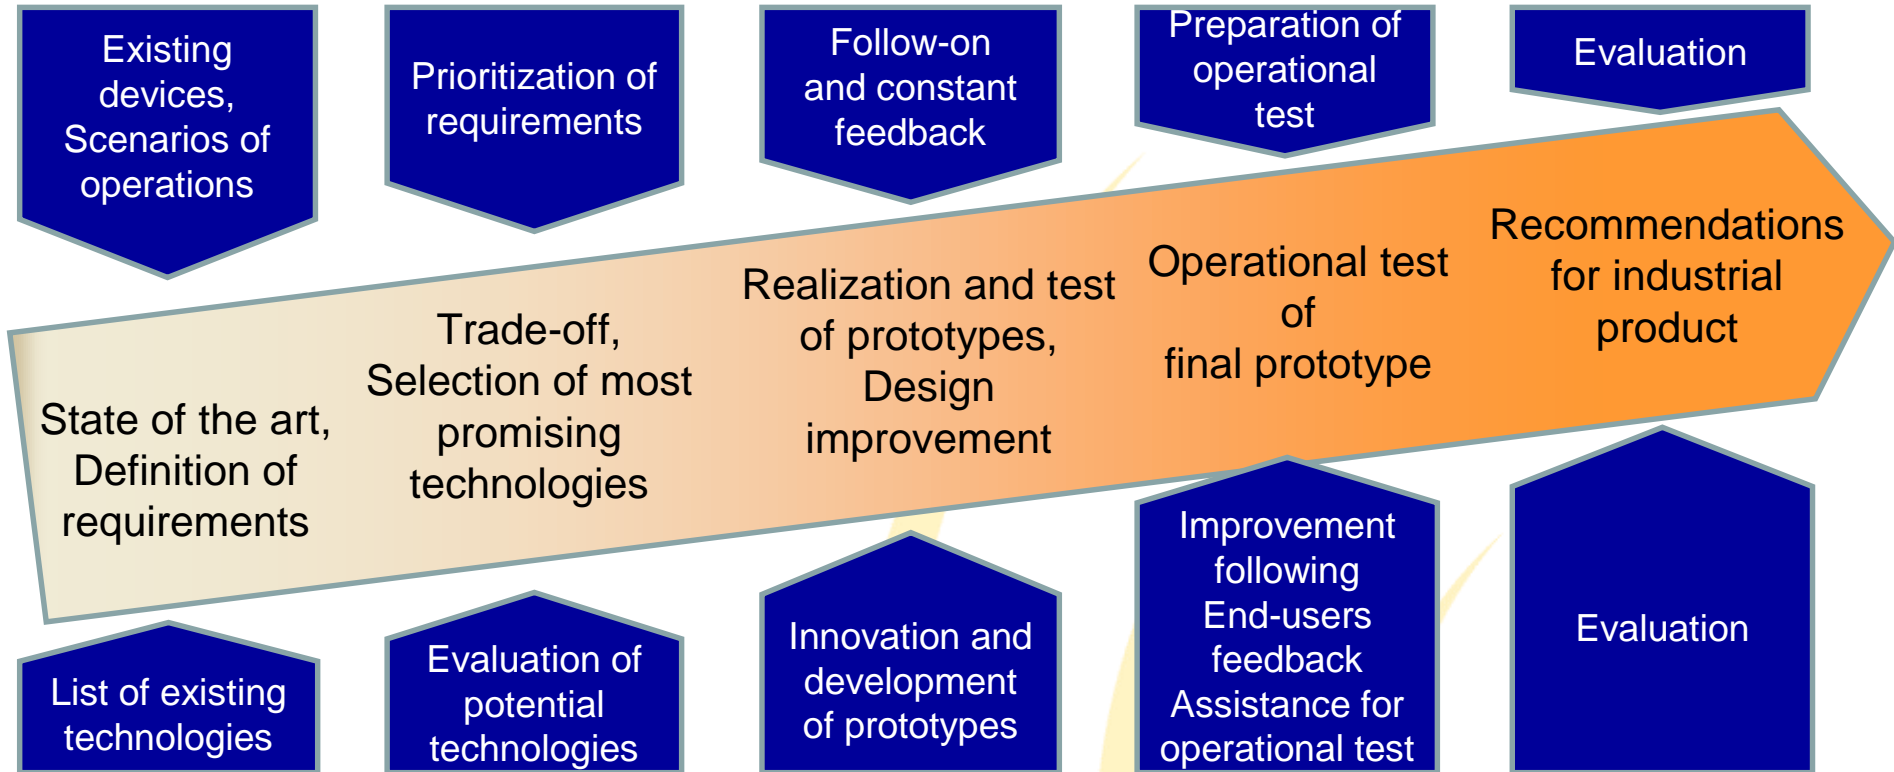 Existing
devices,
Scenarios of
operations
Prioritization of
requirements
Follow-on
and constant
feedback
Preparation of
operational
test
Evaluation
State of the art,
Definition of
requirements
Trade-off,
Selection of most
promising
technologies
Realization and test
of prototypes,
Design
improvement
Operational test
of
final prototype
Recommendations
for industrial
product
List of existing
technologies
Evaluation of
potential
technologies
Innovation and
development
of prototypes
Improvement
following
End-users
feedback
Assistance for
operational test
Evaluation